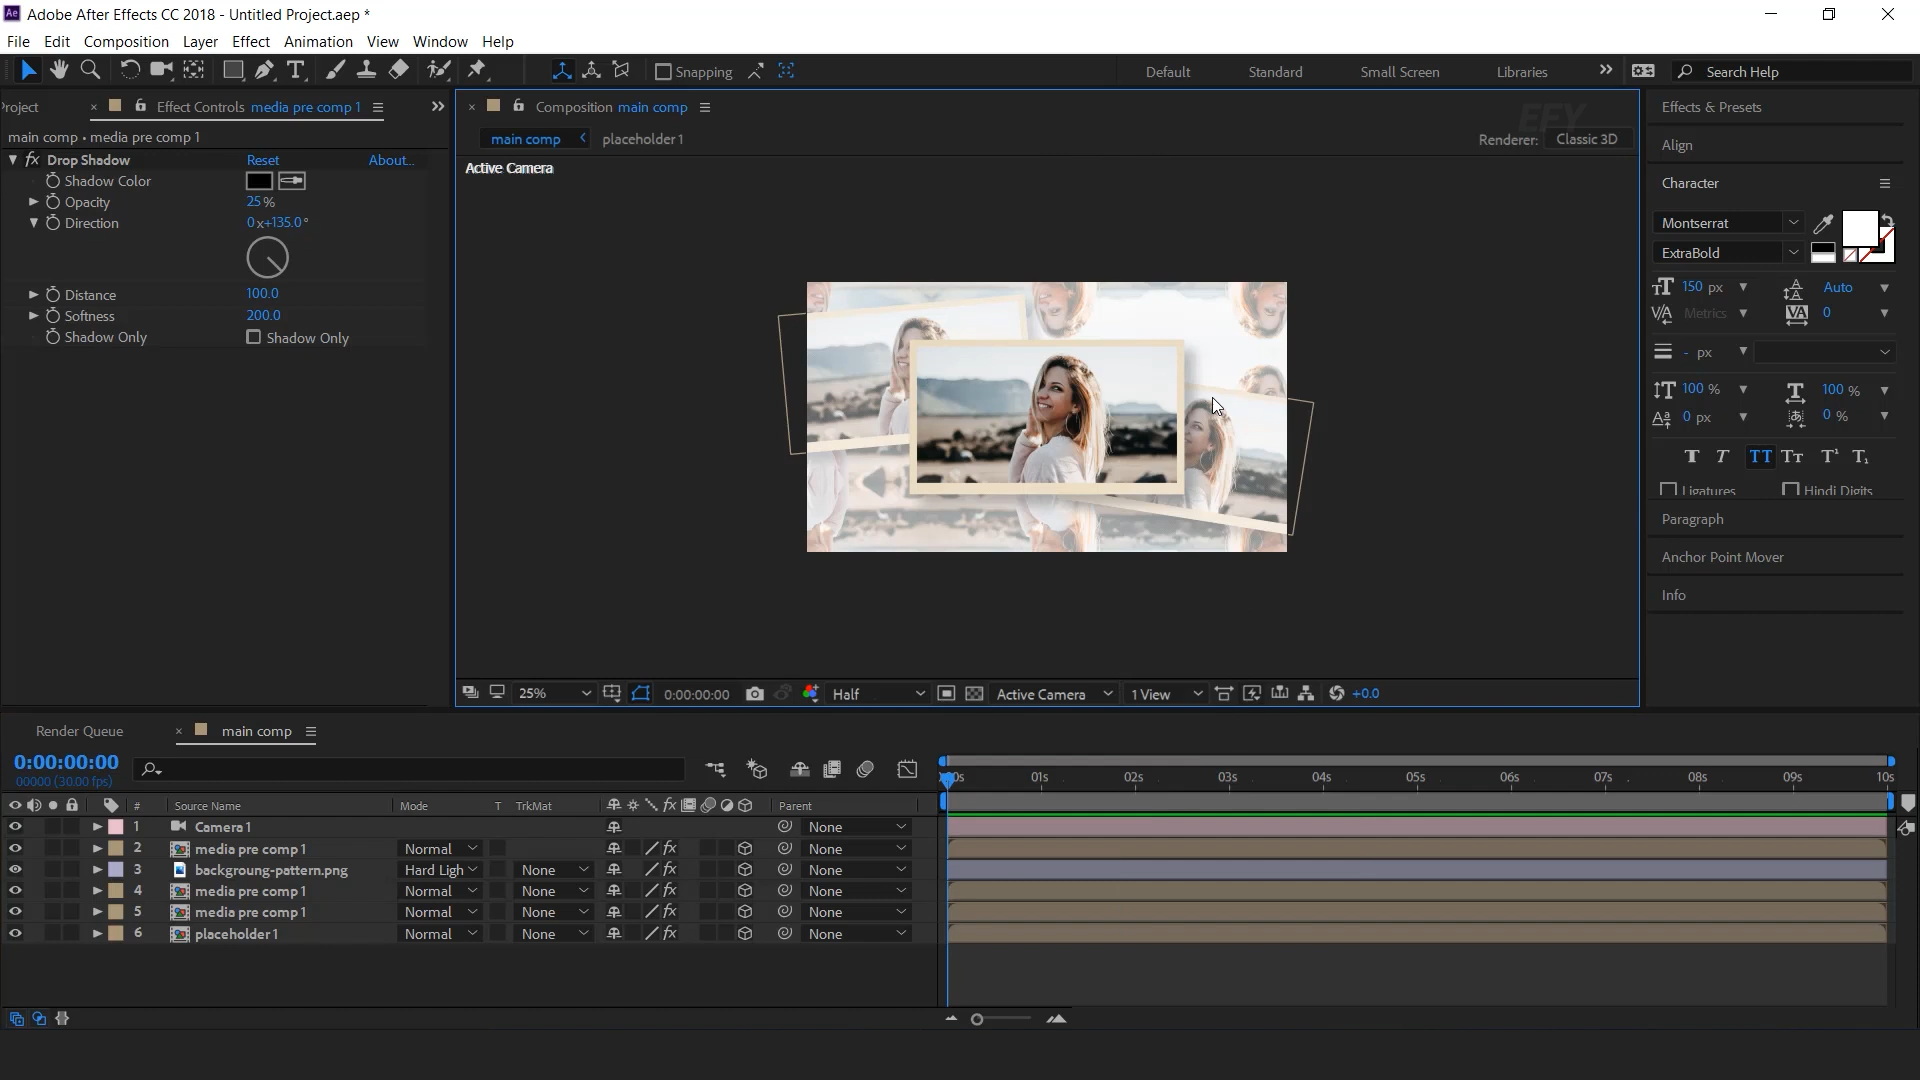 Adobe After Effects CC 2018 - Untitled Project.aep *
File Edit Composition Layer Effect Animation View Window Help
Snapping Default Standard Small Screen Libraries Search Help
roject Effect Controls media pre comp 1
main comp • media pre comp 1
fx Drop Shadow Reset About...
Shadow Color
Opacity 25 %
Direction 0 x+135.0 °
Distance 100.0
Softness 200.0
Shadow Only Shadow Only
Composition main comp
EFY
main comp placeholder1
Renderer: Classic 3D
Active Camera
25% 0:00:00:00 Half Active Camera 1 View +0.0
Effects & Presets
Align
Character
Montserrat
ExtraBold
150 px Auto
Metrics 0
- px
100 % 100 %
0 px 0 %
Ligatures Hindi Digits
Paragraph
Anchor Point Mover
Info
Render Queue main comp
0:00:00:00
00000 (30.00 fps)
# Source Name Mode T TrkMat Parent
0s 01s 02s 03s 04s 05s 06s 07s 08s 09s 10s
1 Camera 1 None
2 media pre comp 1 Normal None
3 backgroung-pattern.png Hard Ligh None None
4 media pre comp 1 Normal None None
5 media pre comp 1 Normal None None
6 placeholder1 Normal None None